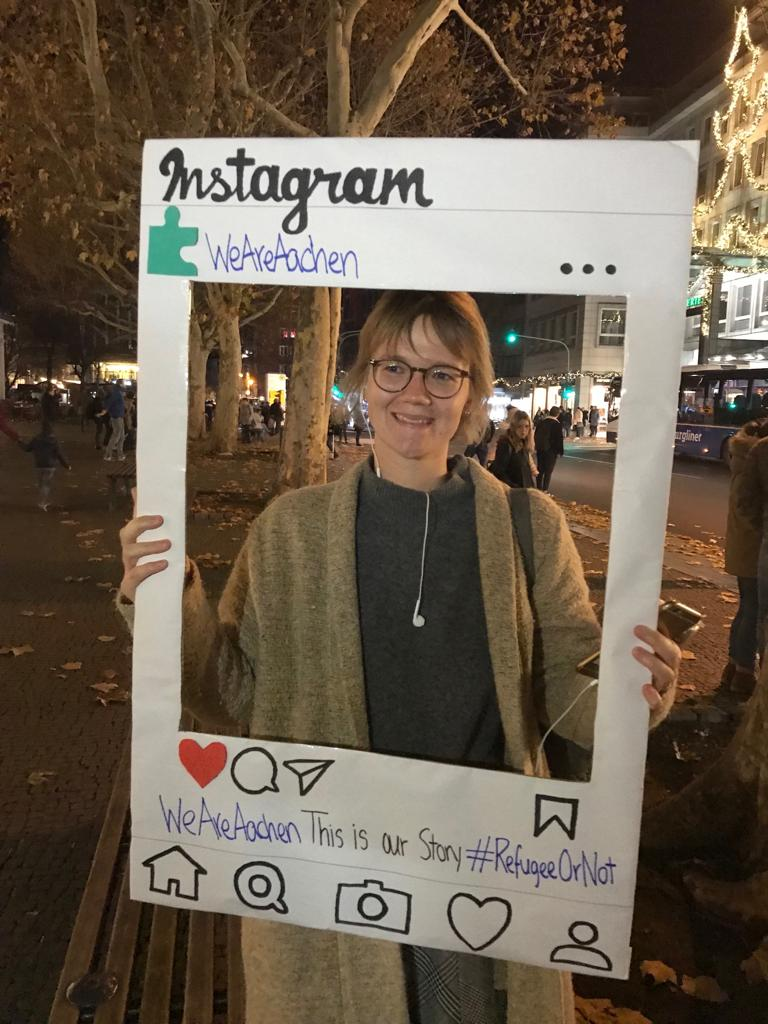 Instagram
WeAreAachen
WeAreAachen This is our Story #RefugeeOrNot